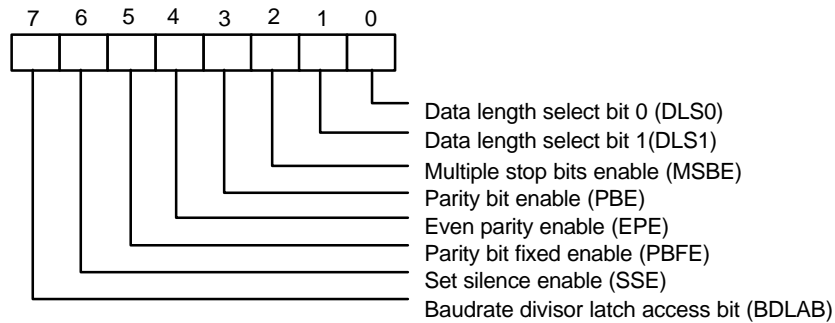 7 6 5 4 3 2 1 0
Data length select bit 0 (DLS0)
Data length select bit 1(DLS1)
Multiple stop bits enable (MSBE)
Parity bit enable (PBE)
Even parity enable (EPE)
Parity bit fixed enable (PBFE)
Set silence enable (SSE)
Baudrate divisor latch access bit (BDLAB)